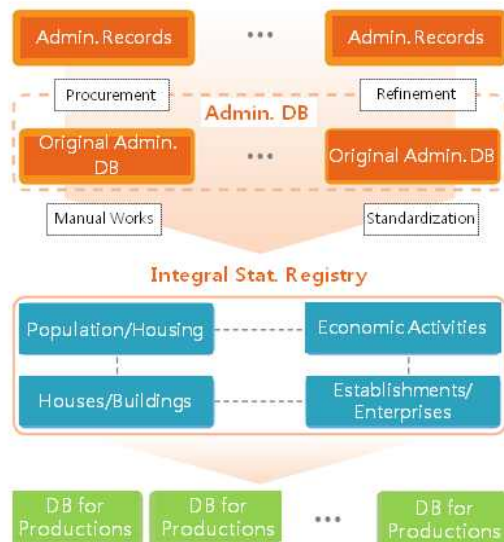 Admin. Records
•••
Admin. Records
Procurement
Refinement
Admin. DB
Original Admin.
DB
•••
Original Admin. DB
Manual Works
Standardization
Integral Stat. Registry
Population/Housing
Economic Activities
Houses/Buildings
Establishments/
Enterprises
DB for
Productions
DB for
Productions
•••
DB for
Productions